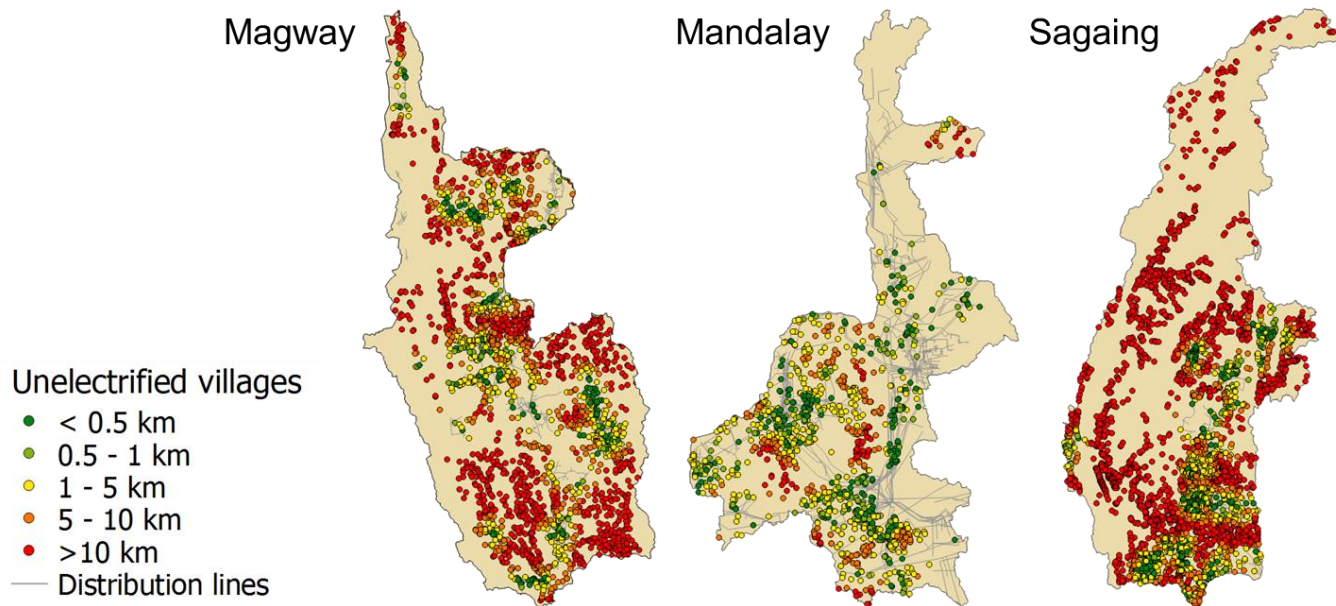 Magway
Mandalay
Sagaing
Unelectrified villages
< 0.5 km
0.5 - 1 km
1 - 5 km
5 - 10 km
>10 km
Distribution lines